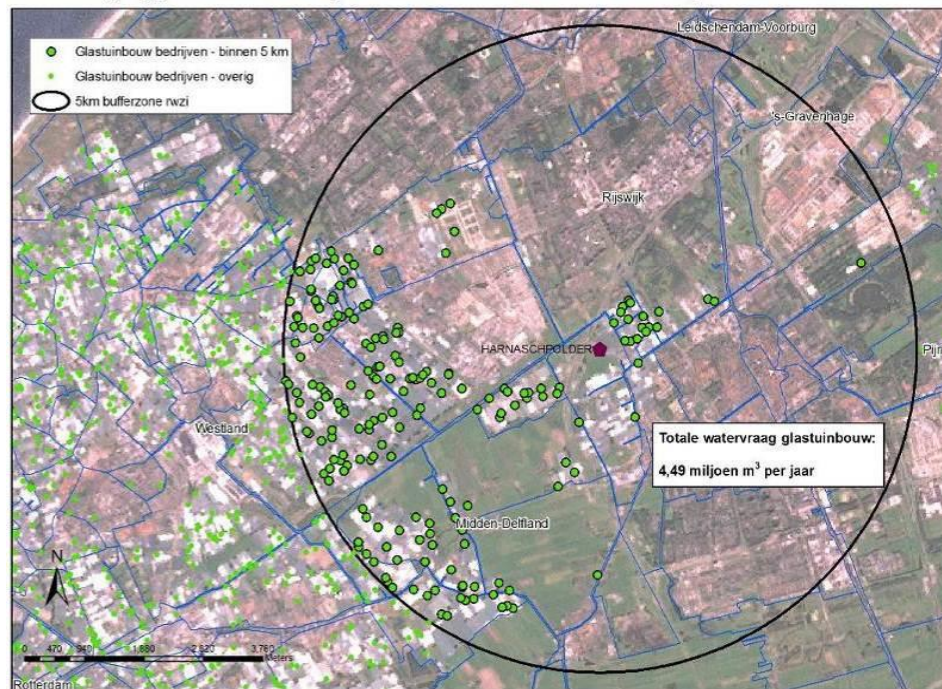 Glastuinbouw bedrijven - binnen 5 km
Glastuinbouw bedrijven - overig
5km bufferzone rwzi
Leidschendam-Voorburg
's-Gravenhage
Rijswijk
HARNASCHPOLDER
Pijn
Westland
Totale watervraag glastuinbouw:
4,49 miljoen m³ per jaar
Midden-Delfland
N
0 470 940 1,880 2,820 3,760
Meters
Rotterdam